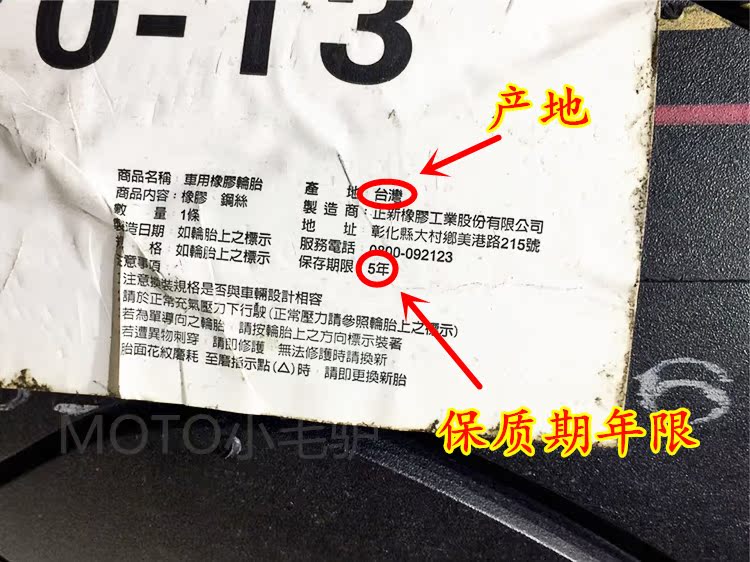 0-13
产地
商品名稱：車用橡膠輪胎
商品內容：橡膠 鋼絲
數 量：1條
製造日期：如輪胎上之標示
格：如輪胎上之標示
產 地：台灣
製造商：正新橡膠工業股份有限公司
地 址：彰化縣大村鄉美港路215號
服務電話：0800-092123
保存期限：5年
注意事項
注意換裝規格是否與車輛設計相容
請於正常充氣壓力下行駛(正常壓力請參照輪胎上之標示)
若為單導向之輪胎，請按輪胎上之方向標示裝著
若遭異物刺穿，請即修護，無法修護時請換新。
胎面花紋磨耗 至磨指示點(△)時，請即更換新胎
保质期年限
MOTO小毛驴
6